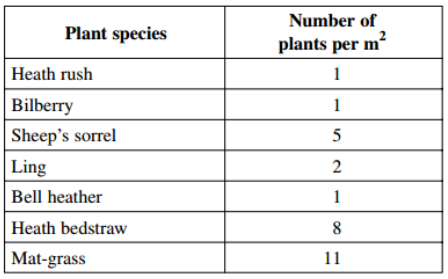 Plant species Number of
plants per m²
Heath rush 1
Bilberry 1
Sheep's sorrel 5
Ling 2
Bell heather 1
Heath bedstraw 8
Mat-grass 11